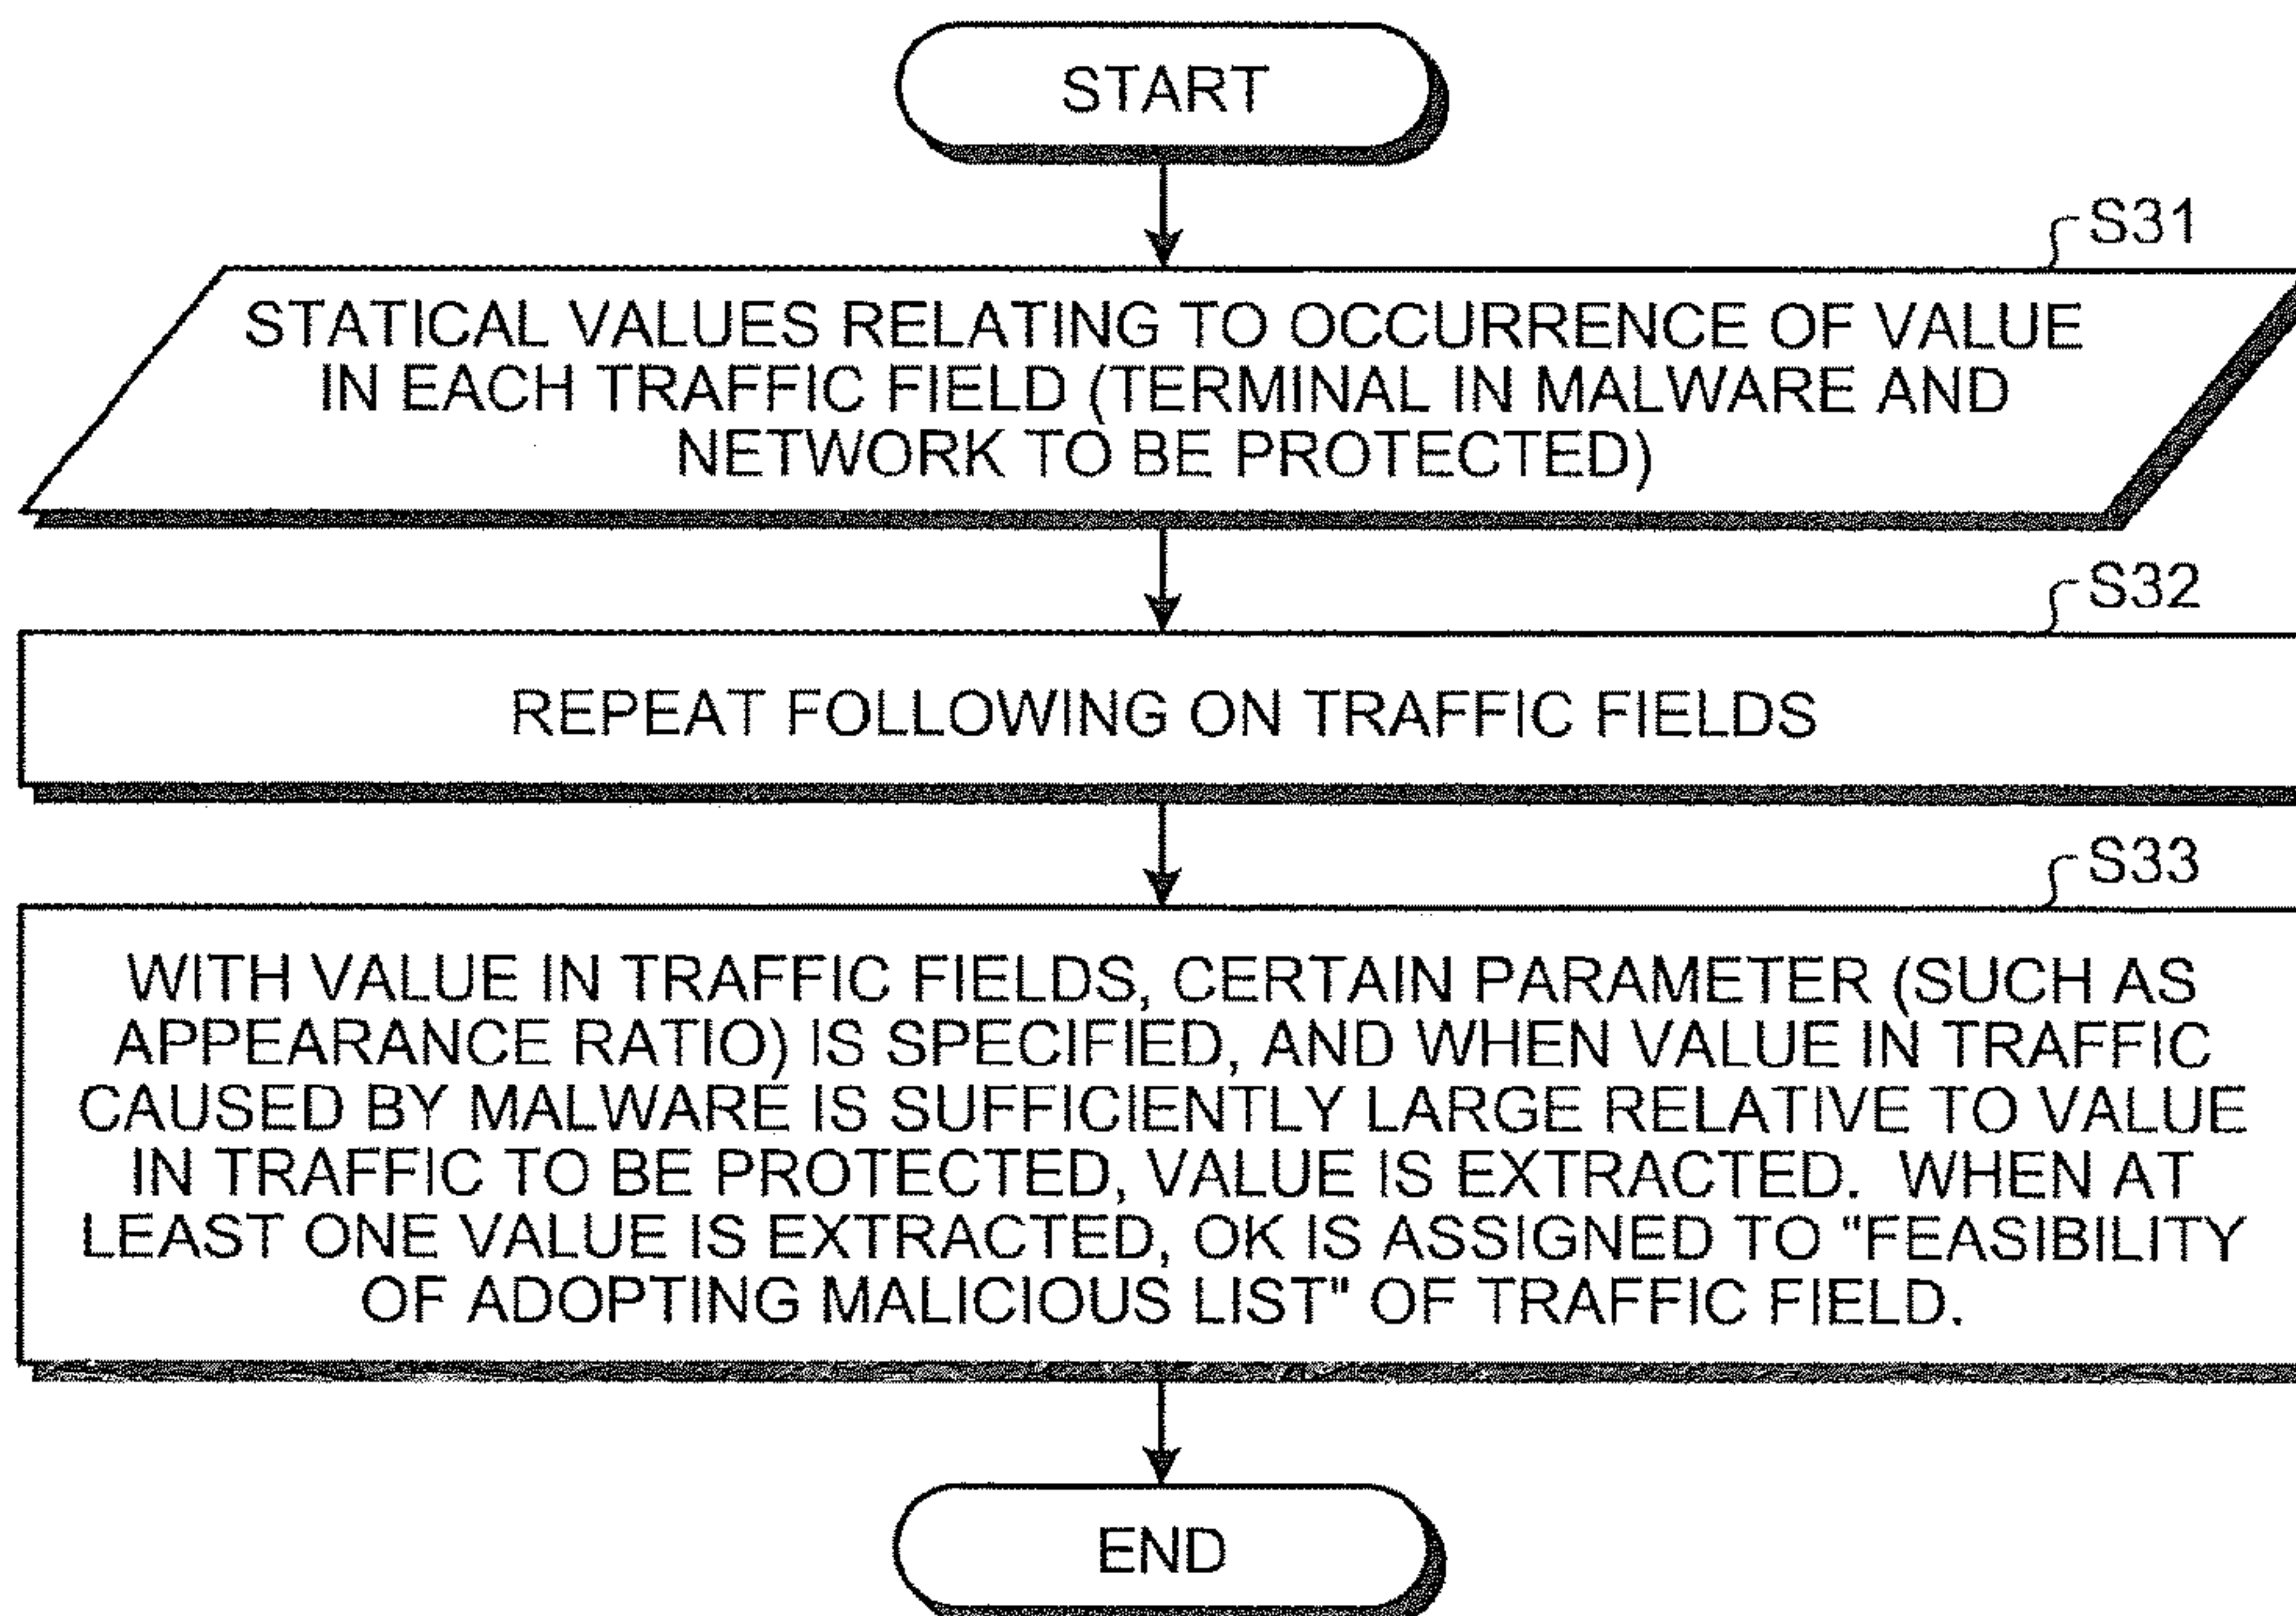 START
S31
STATICAL VALUES RELATING TO OCCURRENCE OF VALUE
IN EACH TRAFFIC FIELD (TERMINAL IN MALWARE AND
NETWORK TO BE PROTECTED)
S32
REPEAT FOLLOWING ON TRAFFIC FIELDS
S33
WITH VALUE IN TRAFFIC FIELDS, CERTAIN PARAMETER (SUCH AS
APPEARANCE RATIO) IS SPECIFIED, AND WHEN VALUE IN TRAFFIC
CAUSED BY MALWARE IS SUFFICIENTLY LARGE RELATIVE TO VALUE
IN TRAFFIC TO BE PROTECTED, VALUE IS EXTRACTED. WHEN AT
LEAST ONE VALUE IS EXTRACTED, OK IS ASSIGNED TO "FEASIBILITY
OF ADOPTING MALICIOUS LIST" OF TRAFFIC FIELD.
END